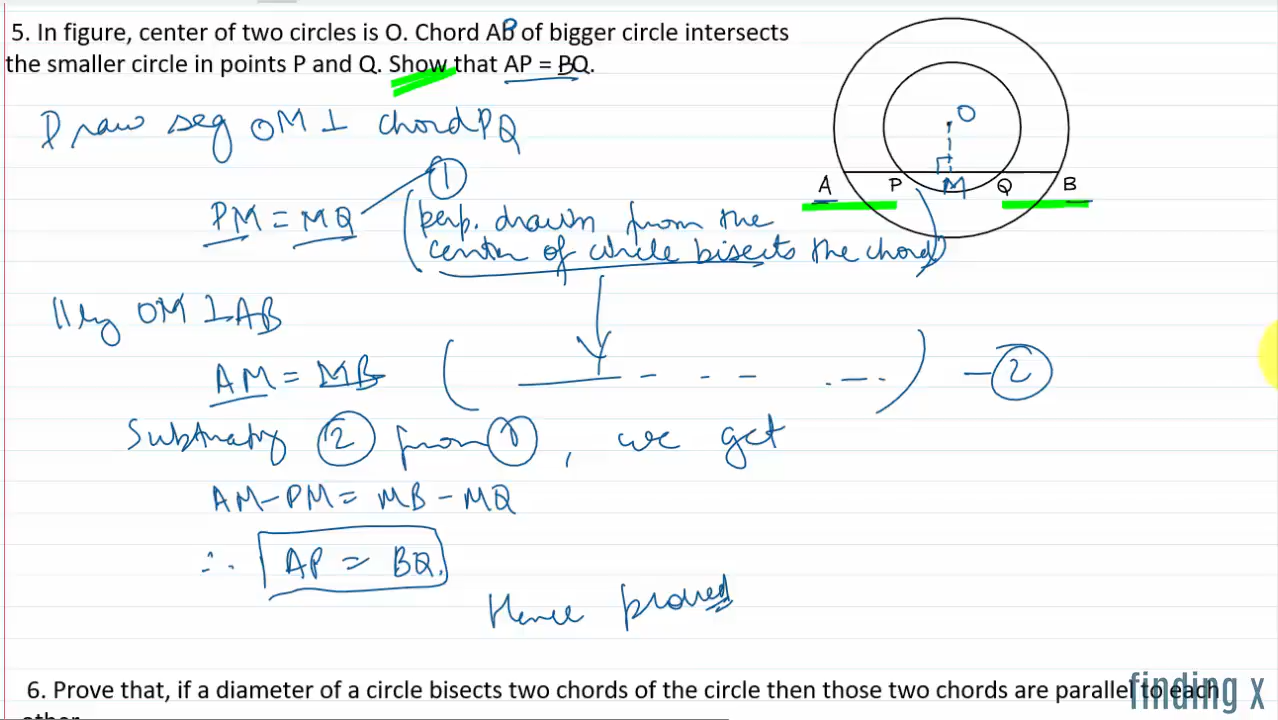 5. In figure, center of two circles is O. Chord AB of bigger circle intersects
the smaller circle in points P and Q. Show that AP = BQ.
Draw seg OM ⊥ chord PQ
O
A P M Q B
①
PM = MQ (perp. drawn from the
center of circle bisects the chord)
||ly OM ⊥ AB
AM = MB ( — - - - - — - ) - ②
Subtracting ② from ①, we get
AM - PM = MB - MQ
∴ AP = BQ.
Hence proved
6. Prove that, if a diameter of a circle bisects two chords of the circle then those two chords are parallel to each
other
finding x